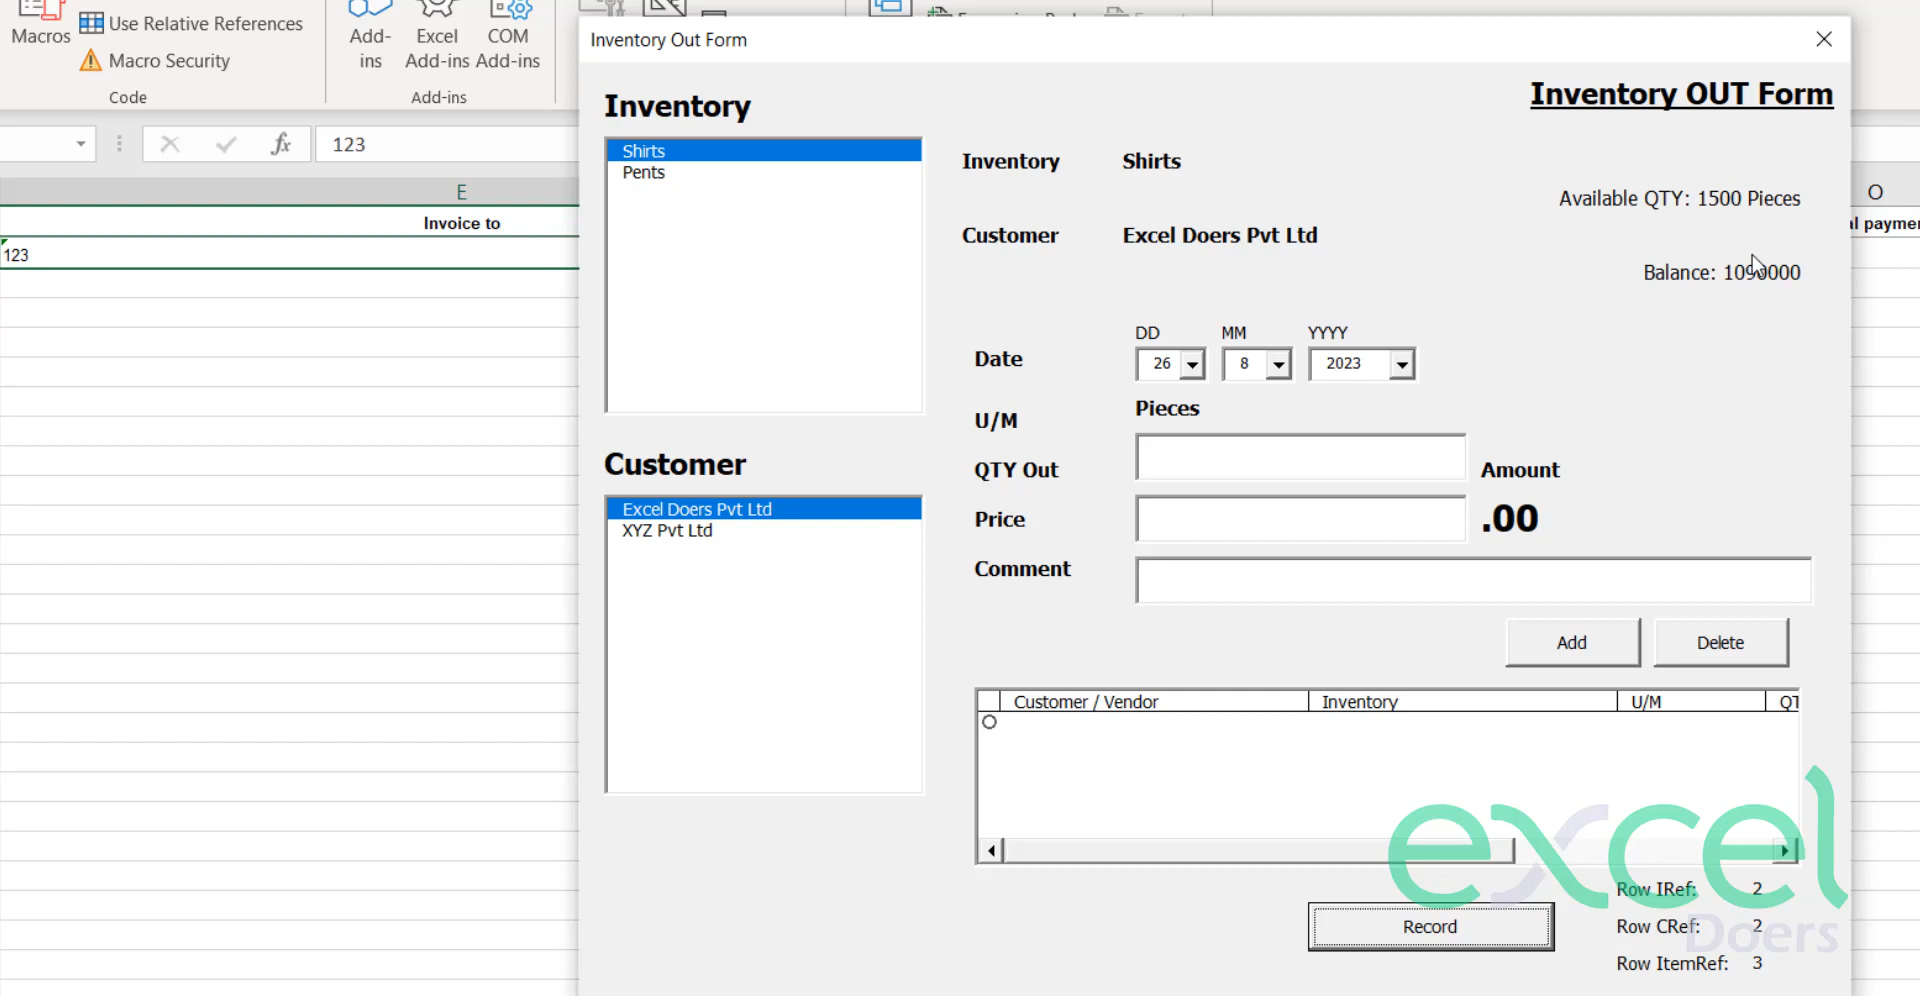 Macros
Use Relative References
Macro Security
Code
Add-
ins
Excel
Add-ins
COM
Add-ins
Add-ins
fx
123
E
O
Invoice to
123
Inventory Out Form
Inventory OUT Form
Inventory
Shirts
Pents
Inventory Shirts
Available QTY: 1500 Pieces
Customer Excel Doers Pvt Ltd
Balance: 1090000
DD MM YYYY
Date 26 8 2023
U/M Pieces
QTY Out
Amount
Price
.00
Comment
Customer
Excel Doers Pvt Ltd
XYZ Pvt Ltd
Add Delete
Customer / Vendor Inventory U/M QT
Record
Row IRef: 2
Row CRef: 2
Row ItemRef: 3
excel
Doers